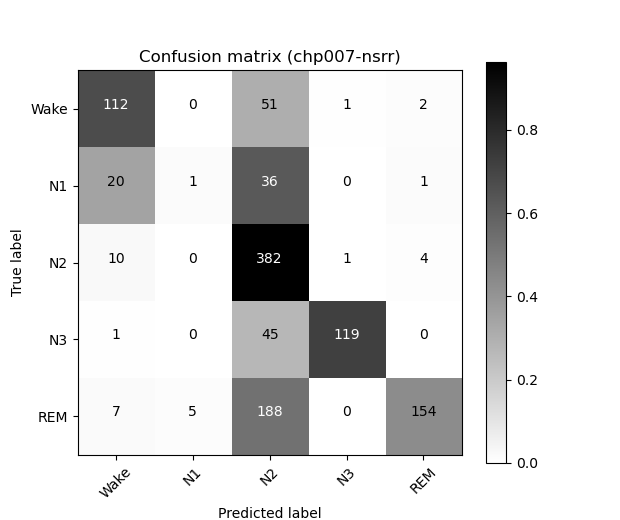 Confusion matrix (chp007-nsrr)
Wake 112 0 51 1 2
N1 20 1 36 0 1
N2 10 0 382 1 4
N3 1 0 45 119 0
REM 7 5 188 0 154
Wake N1 N2 N3 REM
Predicted label
True label
0.8
0.6
0.4
0.2
0.0